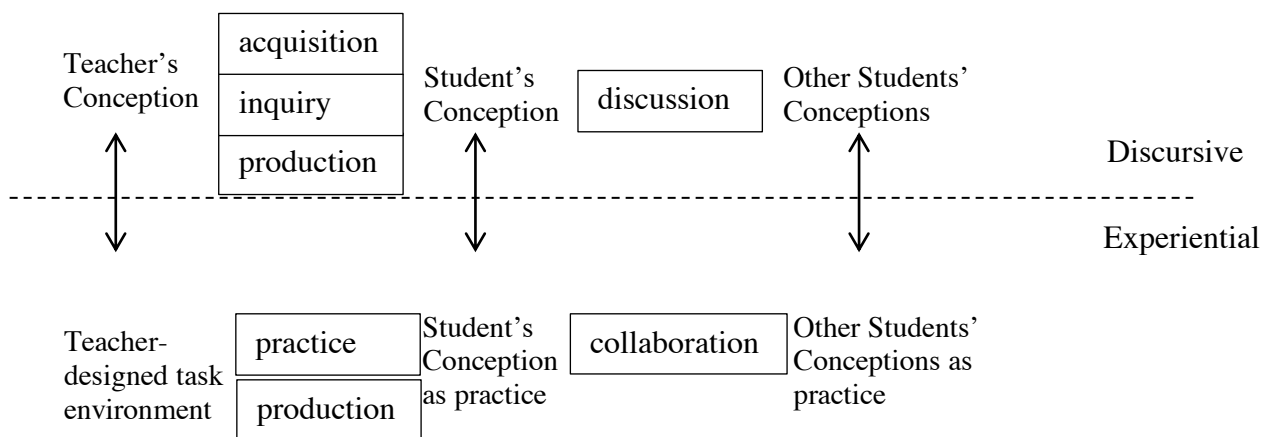 Teacher's
Conception
acquisition
inquiry
production
Student's
Conception
discussion
Other Students'
Conceptions
Discursive
Experiential
Teacher-
designed task
environment
practice
production
Student's
Conception
as practice
collaboration
Other Students'
Conceptions as
practice